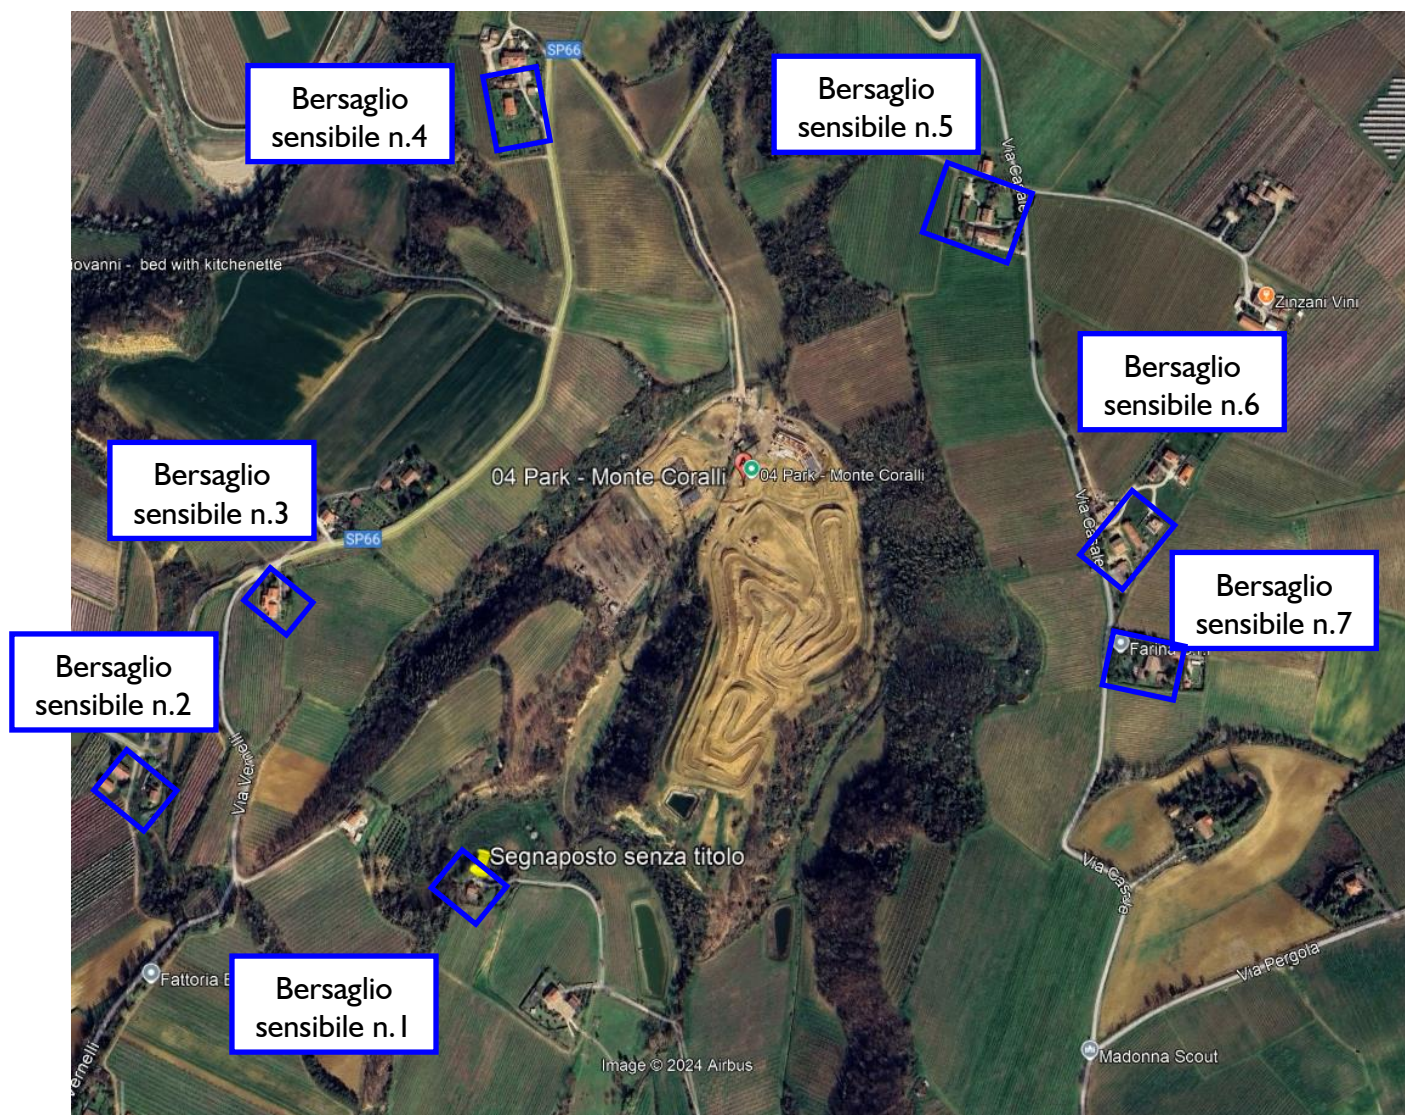 SP66
Bersaglio
sensibile n.4
Bersaglio
sensibile n.5
Via Casale
iovanni - bed with kitchenette
Zinzani Vini
Bersaglio
sensibile n.6
Bersaglio
sensibile n.3
04 Park - Monte Coralli
04 Park - Monte Coralli
SP66
Via Casale
Bersaglio
sensibile n.7
Farina
Bersaglio
sensibile n.2
Via Vernelli
Segnaposto senza titolo
Via Casale
Via Pergola
Fattoria
Bersaglio
sensibile n.1
Madonna Scout
Image © 2024 Airbus
Vernelli